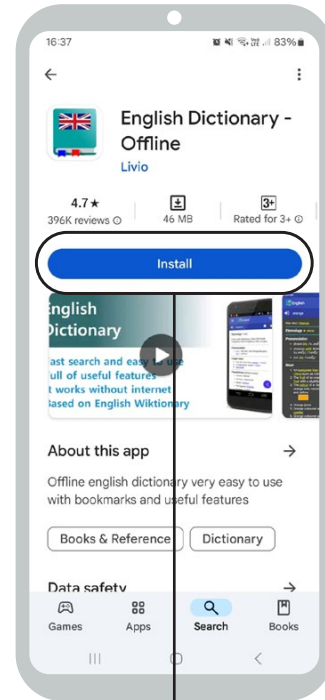 16:37
83%
English Dictionary -
Offline
Livio
4.7★
396K reviews
46 MB
3+
Rated for 3+
Install
English
Dictionary
ast search and easy to use
ull of useful features
t works without internet
ased on English Wiktionary
About this app
Offline english dictionary very easy to use
with bookmarks and useful features
Books & Reference
Dictionary
Data safety
Games
Apps
Search
Books